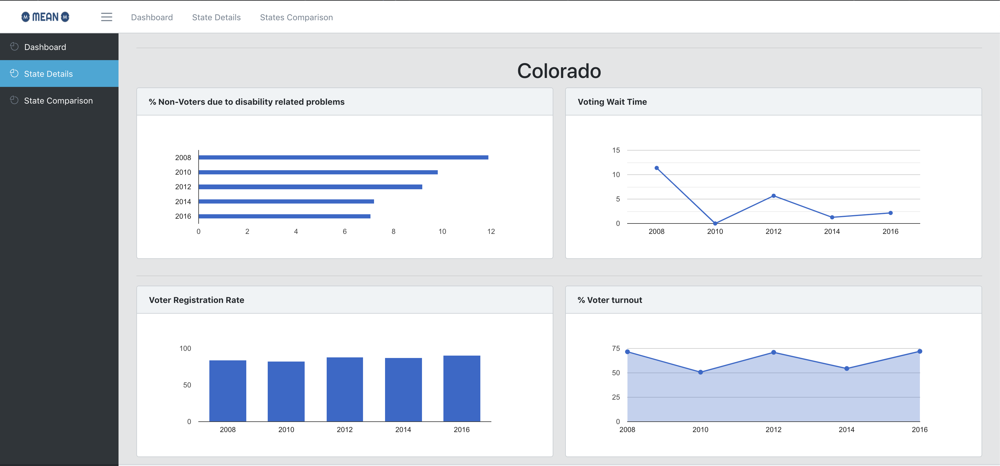 M MEAN M
Dashboard
State Details
States Comparison
Dashboard
State Details
State Comparison
Colorado
% Non-Voters due to disability related problems
2008
2010
2012
2014
2016
0 2 4 6 8 10 12
Voting Wait Time
15
10
5
0
2008 2010 2012 2014 2016
Voter Registration Rate
100
50
0
2008 2010 2012 2014 2016
% Voter turnout
75
50
25
0
2008 2010 2012 2014 2016